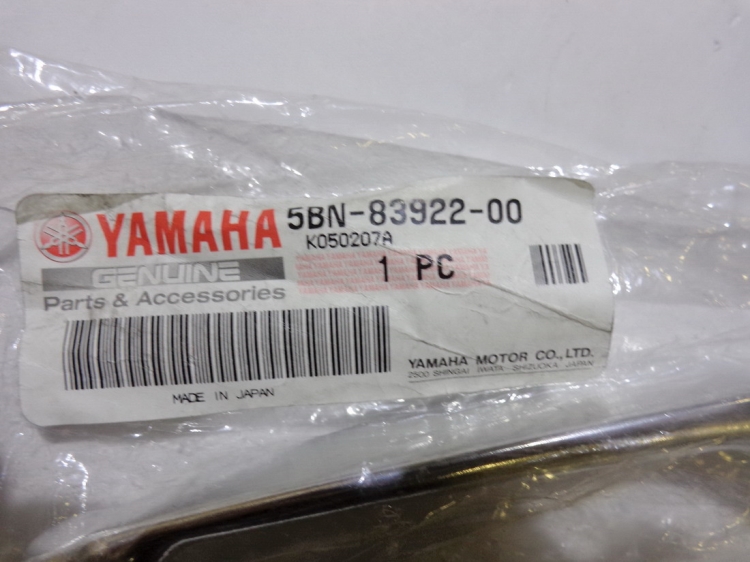 YAMAHA
5BN-83922-00
K050207A
GENUINE
1 PC
Parts & Accessories
YAMAHA MOTOR CO.,LTD.
2500 SHINGAI IWATA SHIZUOKA JAPAN
MADE IN JAPAN